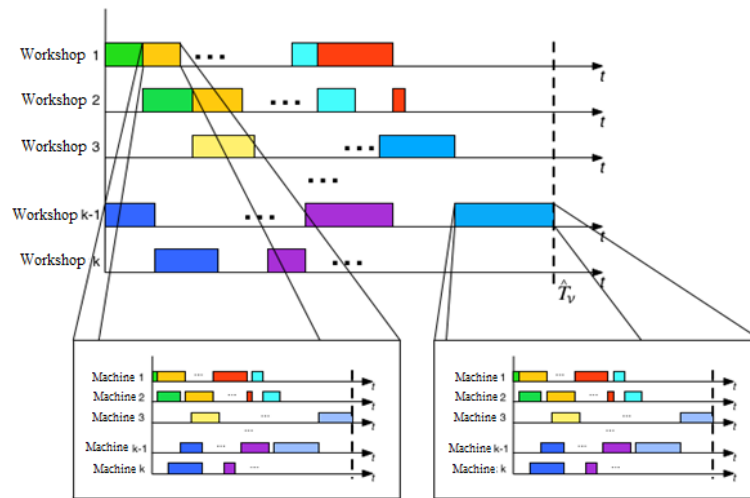 Workshop 1
t
Workshop 2
t
Workshop 3
t
Workshop k-1
t
Workshop k
t
T̂ν
Machine 1
t
Machine 2
t
Machine 3
t
Machine k-1
t
Machine k
t
Machine 1
t
Machine 2
t
Machine 3
t
Machine k-1
t
Machine: k
t